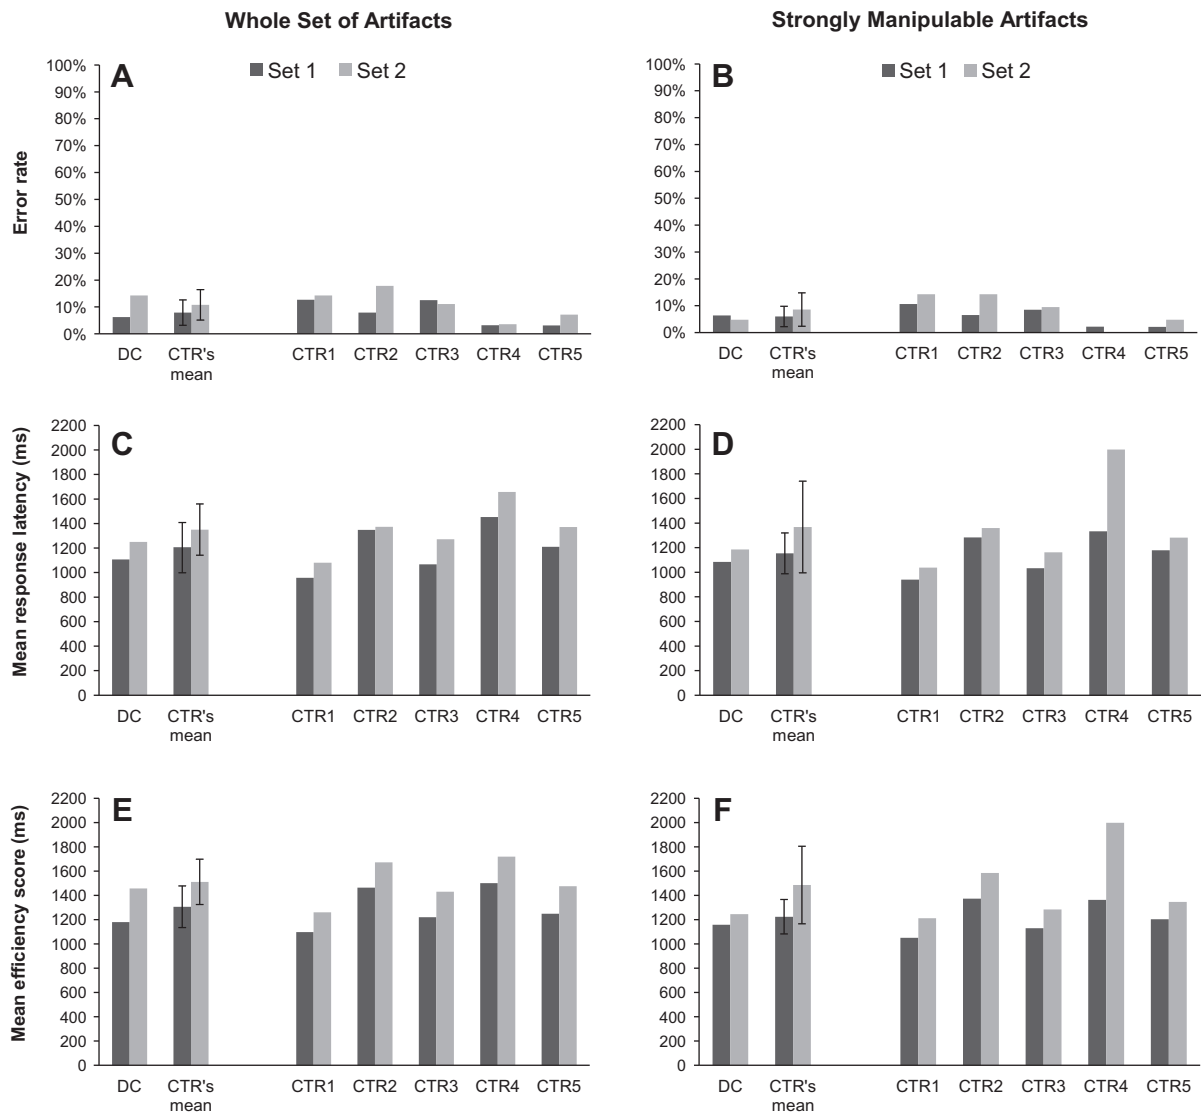 Whole Set of Artifacts
Strongly Manipulable Artifacts
A
Set 1
Set 2
Error rate
100%
90%
80%
70%
60%
50%
40%
30%
20%
10%
0%
DC
CTR's
mean
CTR1
CTR2
CTR3
CTR4
CTR5
B
Set 1
Set 2
100%
90%
80%
70%
60%
50%
40%
30%
20%
10%
0%
DC
CTR's
mean
CTR1
CTR2
CTR3
CTR4
CTR5
C
Mean response latency (ms)
2200
2000
1800
1600
1400
1200
1000
800
600
400
200
0
DC
CTR's
mean
CTR1
CTR2
CTR3
CTR4
CTR5
D
2200
2000
1800
1600
1400
1200
1000
800
600
400
200
0
DC
CTR's
mean
CTR1
CTR2
CTR3
CTR4
CTR5
E
Mean efficiency score (ms)
2200
2000
1800
1600
1400
1200
1000
800
600
400
200
0
DC
CTR's
mean
CTR1
CTR2
CTR3
CTR4
CTR5
F
2200
2000
1800
1600
1400
1200
1000
800
600
400
200
0
DC
CTR's
mean
CTR1
CTR2
CTR3
CTR4
CTR5